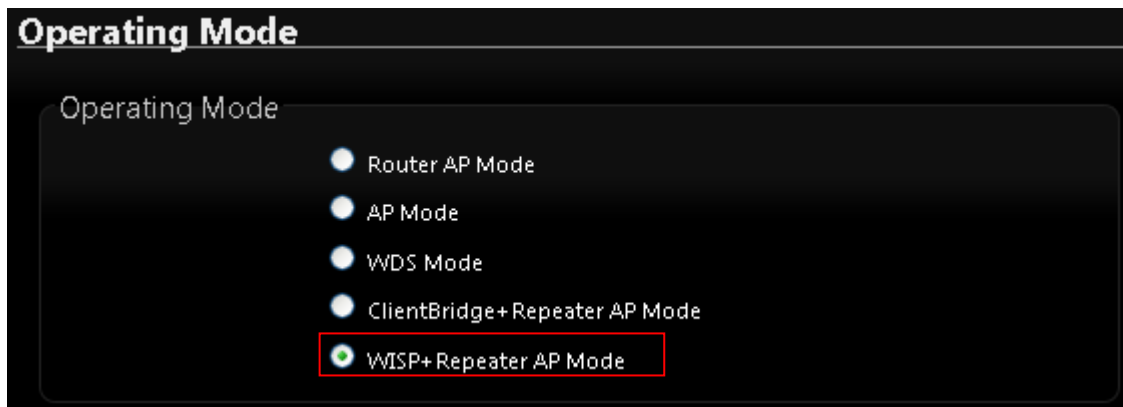 Operating Mode
Operating Mode
Router AP Mode
AP Mode
WDS Mode
ClientBridge+Repeater AP Mode
WISP+Repeater AP Mode